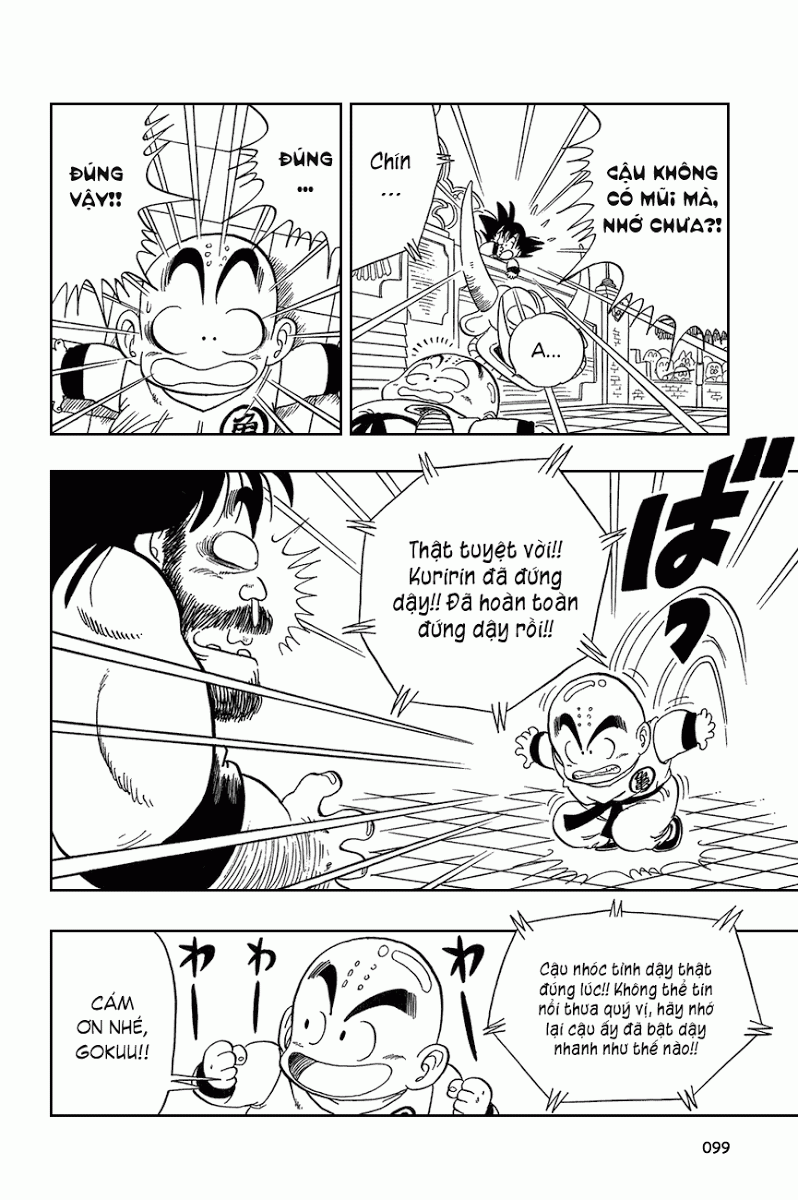 CẬU KHÔNG
CÓ MŨI MÀ,
NHỚ CHƯA?!
Chín
...
A...
ĐÚNG
...
ĐÚNG
VẬY!!
亀
Thật tuyệt vời!!
Kuririn đã đứng
dậy!! Đã hoàn toàn
đứng dậy rồi!!
ばっ
亀
Cậu nhóc tỉnh dậy thật
đúng lúc!! Không thể tin
nổi thưa quý vị, hãy nhớ
lại cậu ấy đã bật dậy
nhanh như thế nào!!
わー
わー
わー
CÁM
ƠN NHÉ,
GOKUU!!
099